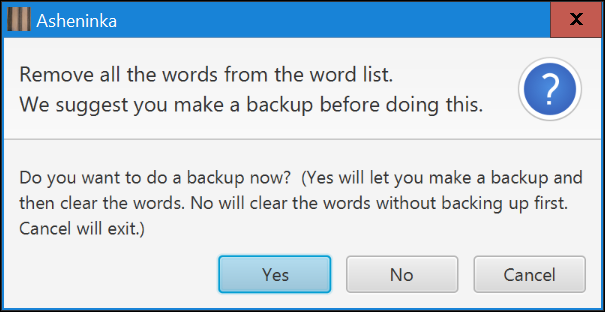 Asheninka
Remove all the words from the word list.
We suggest you make a backup before doing this.
Do you want to do a backup now?  (Yes will let you make a backup and
then clear the words. No will clear the words without backing up first.
Cancel will exit.)
Yes No Cancel